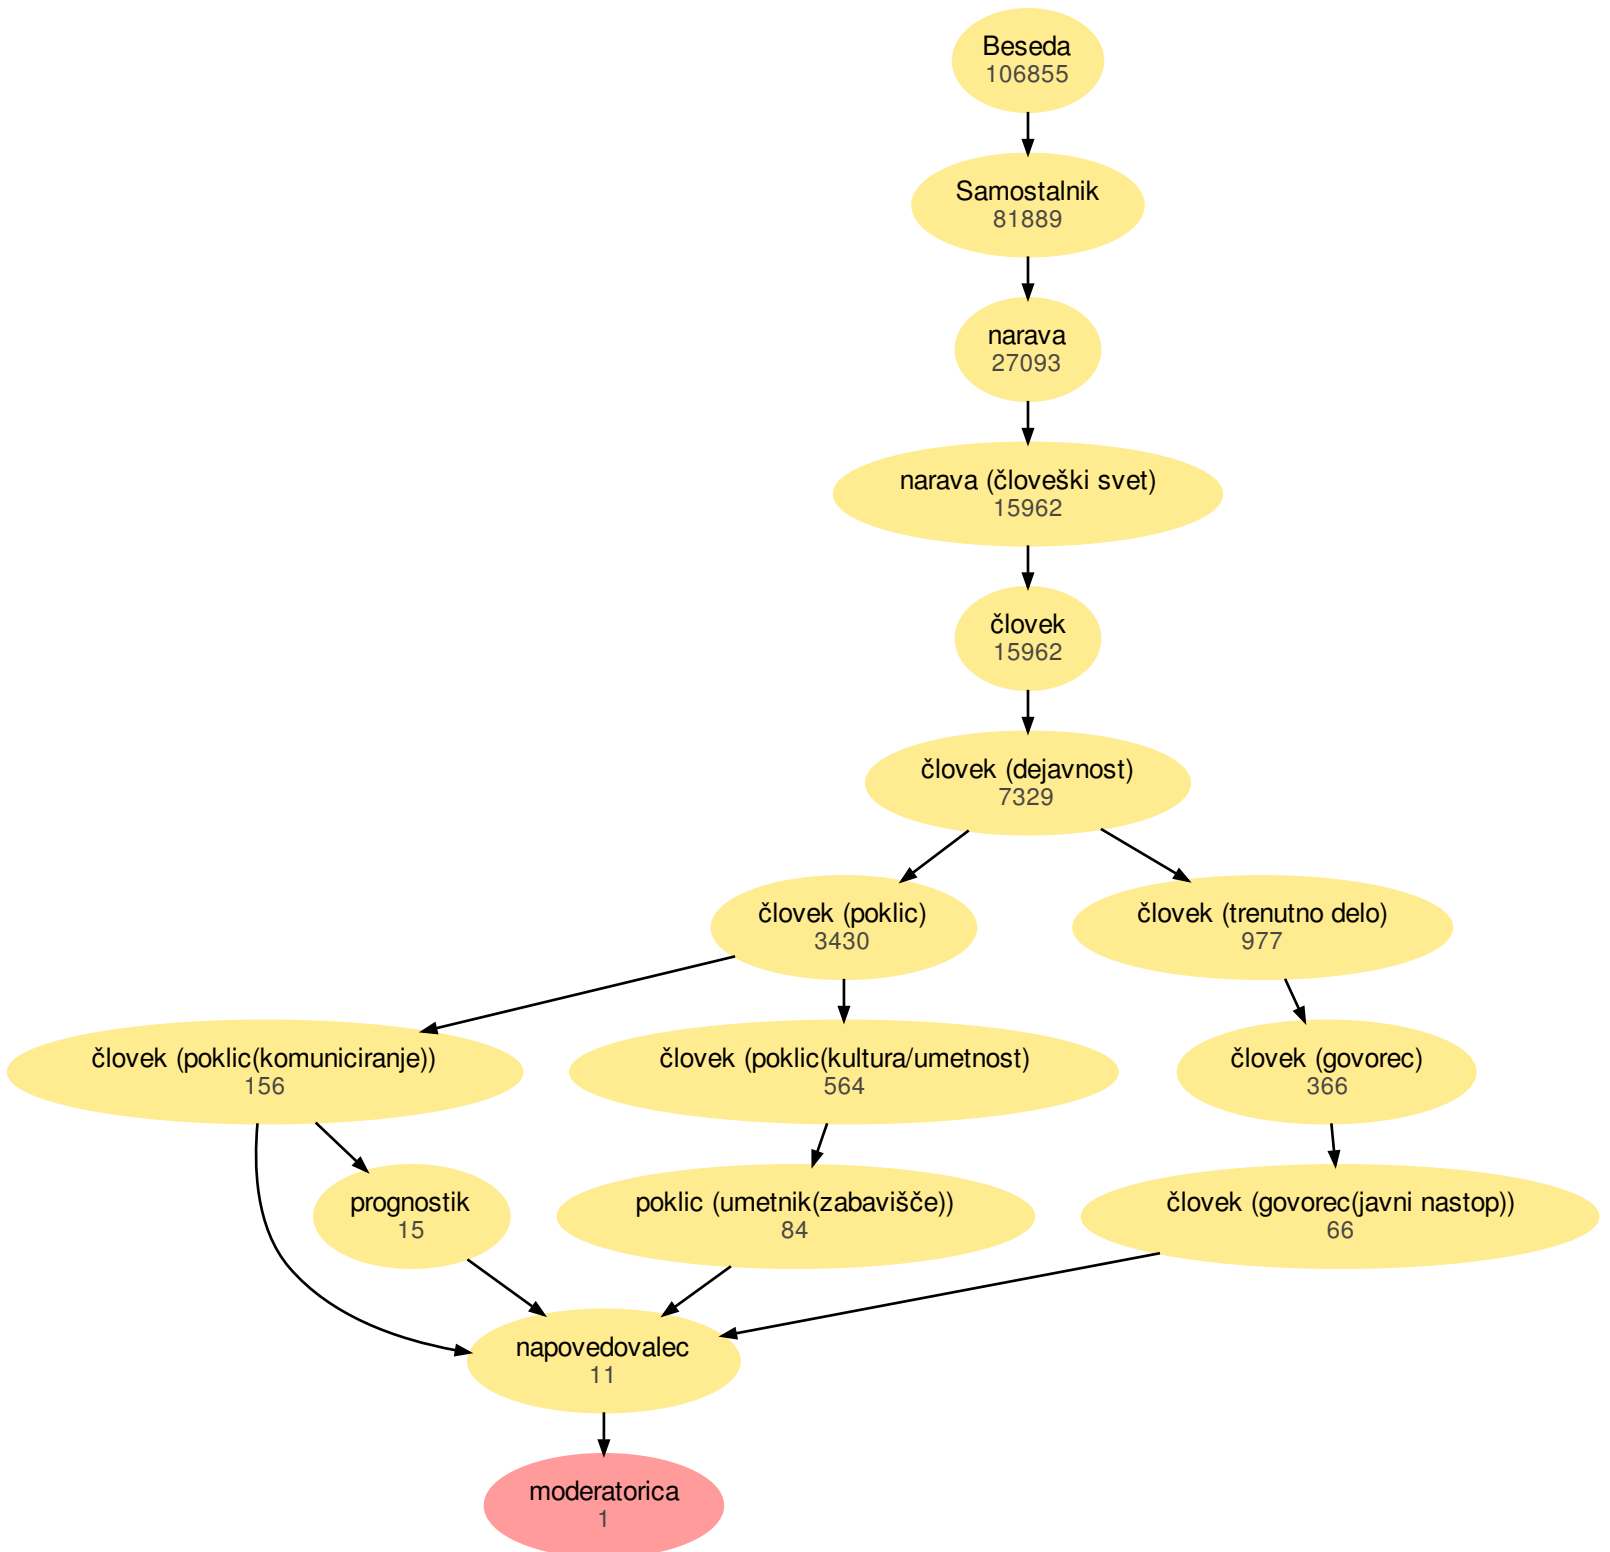 Beseda
106855
Samostalnik
81889
narava
27093
narava (človeški svet)
15962
človek
15962
človek (dejavnost)
7329
človek (poklic)
3430
človek (trenutno delo)
977
človek (poklic(komuniciranje))
156
človek (poklic(kultura/umetnost)
564
človek (govorec)
366
prognostik
15
poklic (umetnik(zabavišče))
84
človek (govorec(javni nastop))
66
napovedovalec
11
moderatorica
1